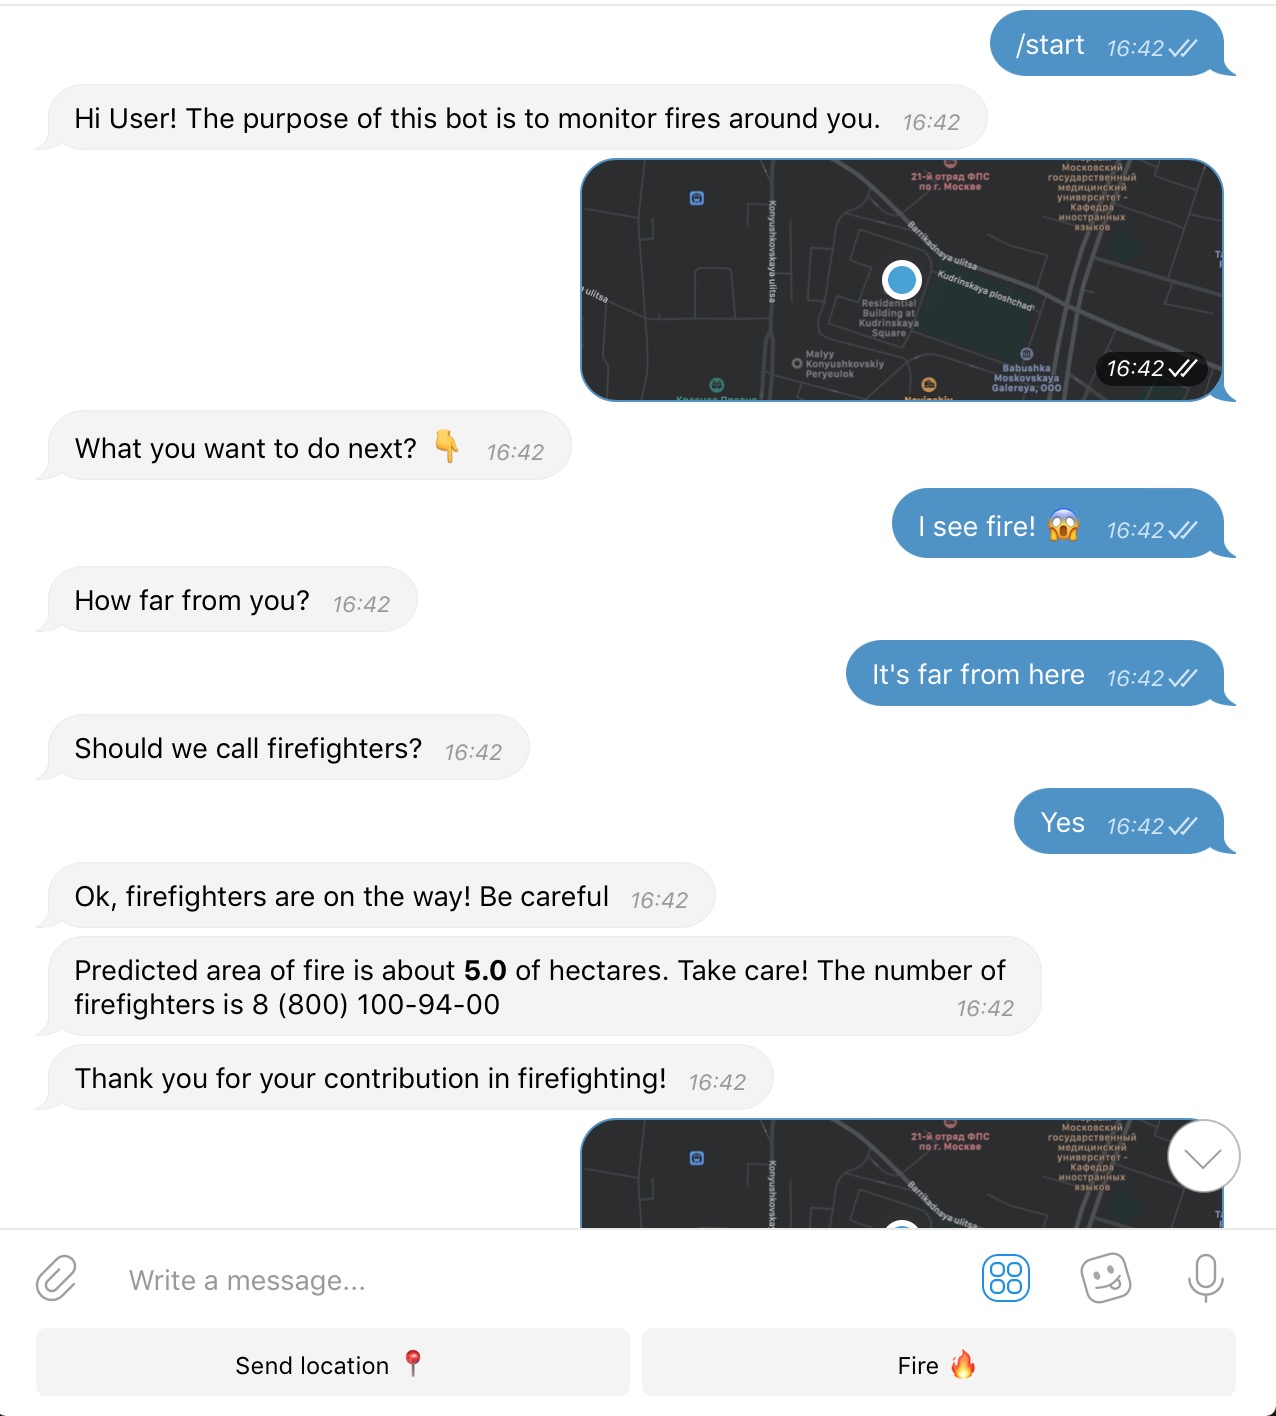 /start 16:42
Hi User! The purpose of this bot is to monitor fires around you. 16:42
21-й отряд ФПС
по г. Москве
Московский
государственный
медицинский
университет -
Кафедра
иностранных
языков
Konyushkovskaya ulitsa
Barrikadnaya ulitsa
Kudrinskaya ploshchad'
ulitsa
Residential
Building at
Kudrinskaya
Square
Malyy
Konyushkovskiy
Peryeulok
Babushka
Moskovskaya
Galereya, OOO
16:42
What you want to do next? 👇 16:42
I see fire! 😱 16:42
How far from you? 16:42
It's far from here 16:42
Should we call firefighters? 16:42
Yes 16:42
Ok, firefighters are on the way! Be careful 16:42
Predicted area of fire is about 5.0 of hectares. Take care! The number of
firefighters is 8 (800) 100-94-00 16:42
Thank you for your contribution in firefighting! 16:42
21-й отряд ФПС
по г. Москве
Московский
государственный
медицинский
университет -
Кафедра
иностранных
языков
Barrikadnaya ulitsa
Write a message...
Send location 📍
Fire 🔥